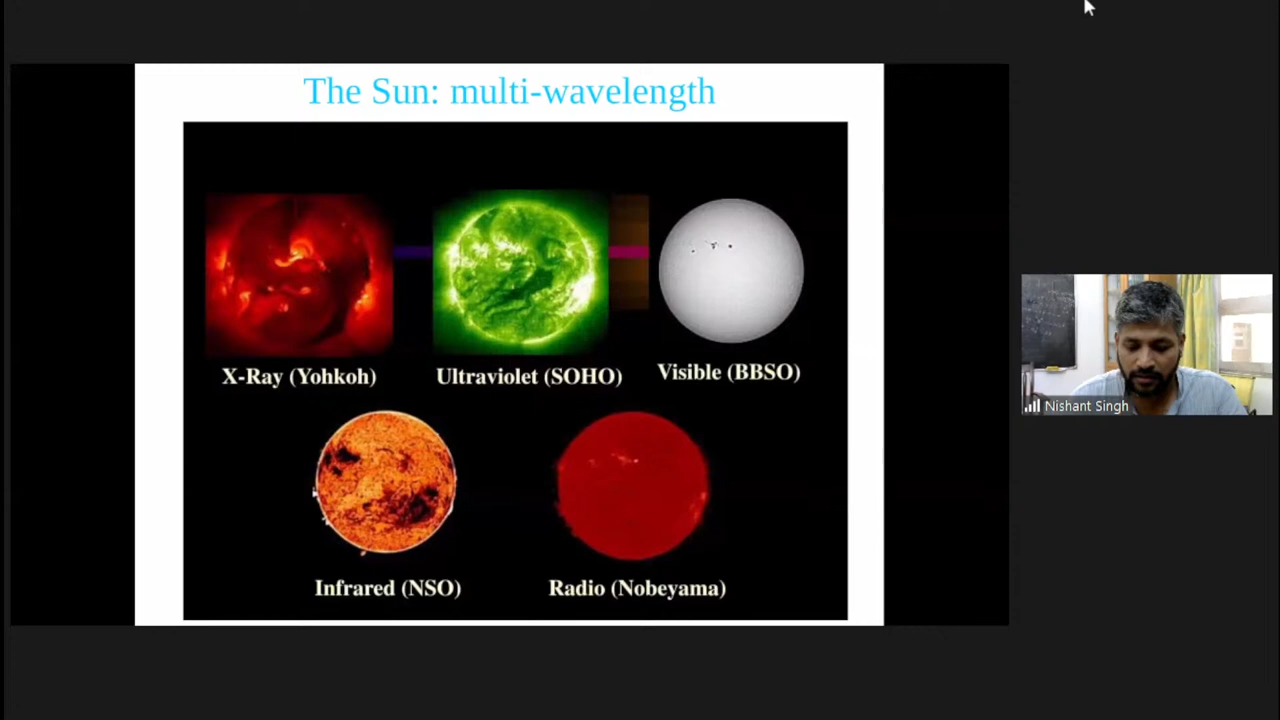 The Sun: multi-wavelength
X-Ray (Yohkoh)
Ultraviolet (SOHO)
Visible (BBSO)
Infrared (NSO)
Radio (Nobeyama)
Nishant Singh